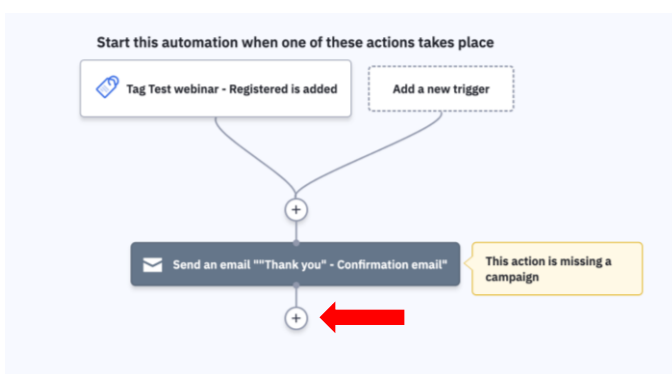 Start this automation when one of these actions takes place
Tag Test webinar - Registered is added
Add a new trigger
Send an email ""Thank you" - Confirmation email"
This action is missing a
campaign